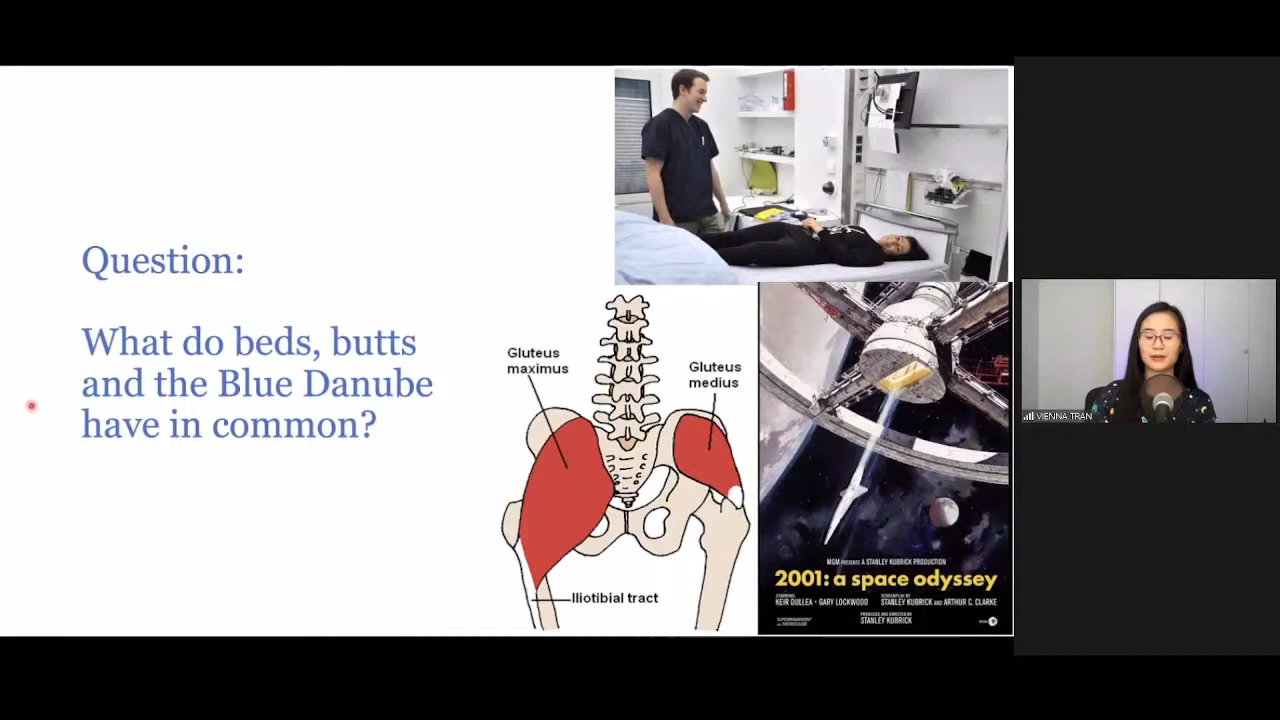 Question:
What do beds, butts
and the Blue Danube
have in common?
Gluteus
maximus
Gluteus
medius
Iliotibial tract
MGM PRESENTS A STANLEY KUBRICK PRODUCTION
2001: a space odyssey
STARRING
KEIR DULLEA • GARY LOCKWOOD
SCREENPLAY BY
STANLEY KUBRICK AND ARTHUR C. CLARKE
PRODUCED AND DIRECTED BY
STANLEY KUBRICK
VIENNA TRAN